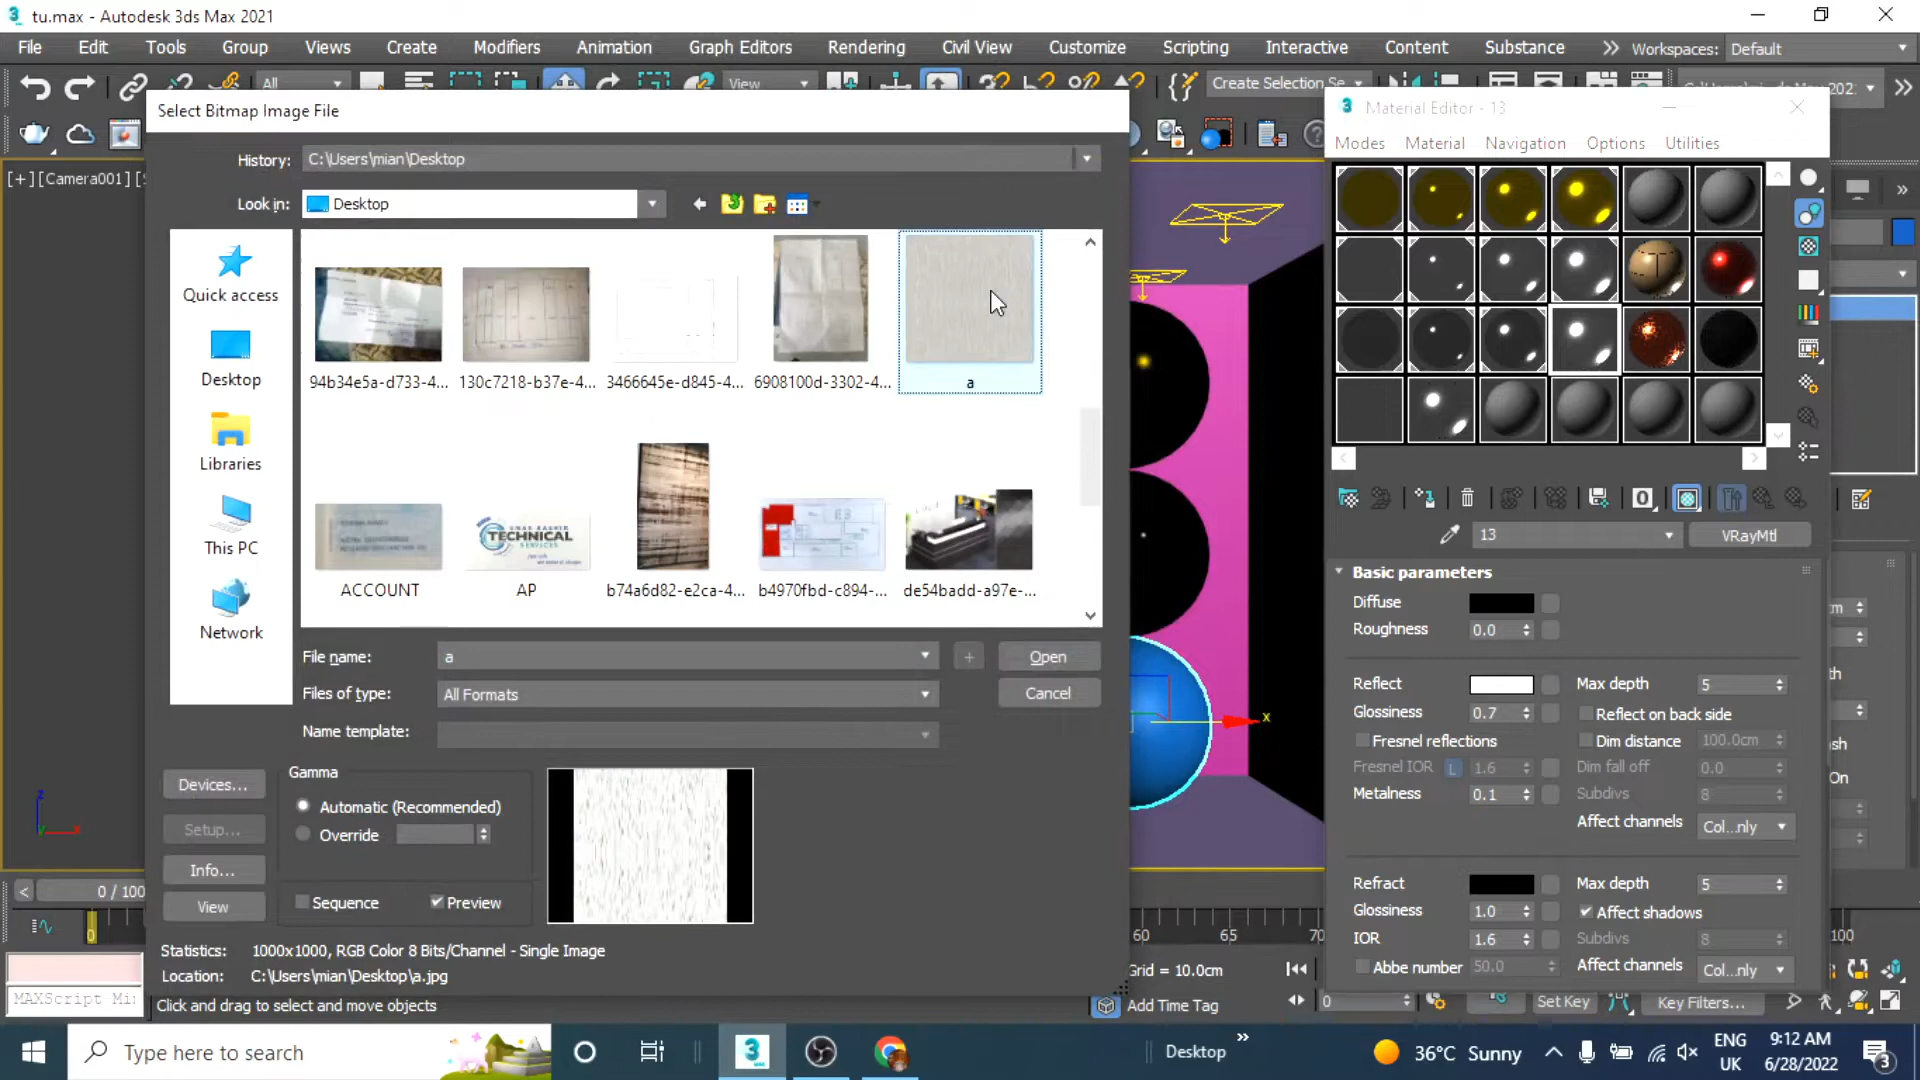 tu.max - Autodesk 3ds Max 2021
File Edit Tools Group Views Create Modifiers Animation Graph Editors Rendering Civil View Customize Scripting Interactive Content Substance Workspaces: Default
All View Create Selection Se
Select Bitmap Image File
Material Editor - 13
Modes Material Navigation Options Utilities
History: C:\Users\mian\Desktop
[+] [Camera001]
Look in: Desktop
Quick access
Desktop
Libraries
This PC
Network
94b34e5a-d733-4... 130c7218-b37e-4... 3466645e-d845-4... 6908100d-3302-4... a
TECHNICAL
SERVICES
ACCOUNT AP b74a6d82-e2ca-4... b4970fbd-c894-... de54badd-a97e-...
File name: a Open
Files of type: All Formats Cancel
Name template:
Devices...
Setup...
Info...
View
Gamma
Automatic (Recommended)
Override
Sequence Preview
Statistics: 1000x1000, RGB Color 8 Bits/Channel - Single Image
Location: C:\Users\mian\Desktop\a.jpg
13 VRayMtl
Basic parameters
Diffuse
Roughness 0.0
Reflect Max depth 5
Glossiness 0.7 Reflect on back side
Fresnel reflections Dim distance 100.0cm
Fresnel IOR L 1.6 Dim fall off 0.0
Metalness 0.1 Subdivs 8
Affect channels Col...nly
Refract Max depth 5
Glossiness 1.0 Affect shadows
IOR 1.6 Subdivs 8
Abbe number 50.0 Affect channels Col...nly
x
z
x
On
0 / 100
0
60 65 70 100
Grid = 10.0cm
MAXScript Mi
Click and drag to select and move objects
Add Time Tag 0 Set Key Key Filters...
Type here to search
Desktop
36°C Sunny
ENG
UK
9:12 AM
6/28/2022
3